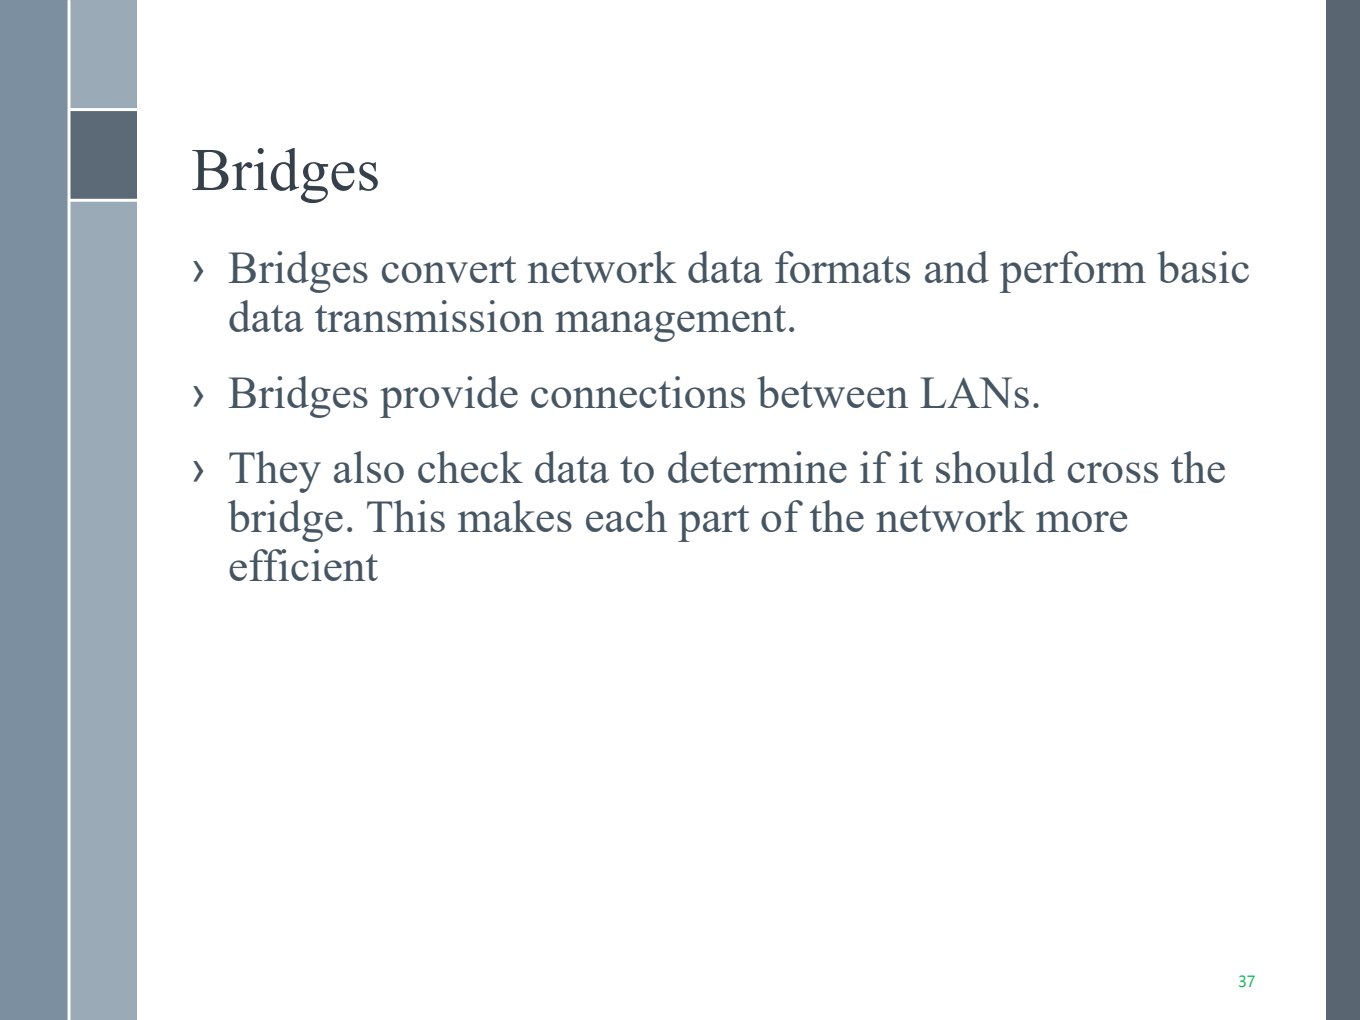 Bridges
› Bridges convert network data formats and perform basic
data transmission management.
› Bridges provide connections between LANs.
› They also check data to determine if it should cross the
bridge. This makes each part of the network more
efficient
37